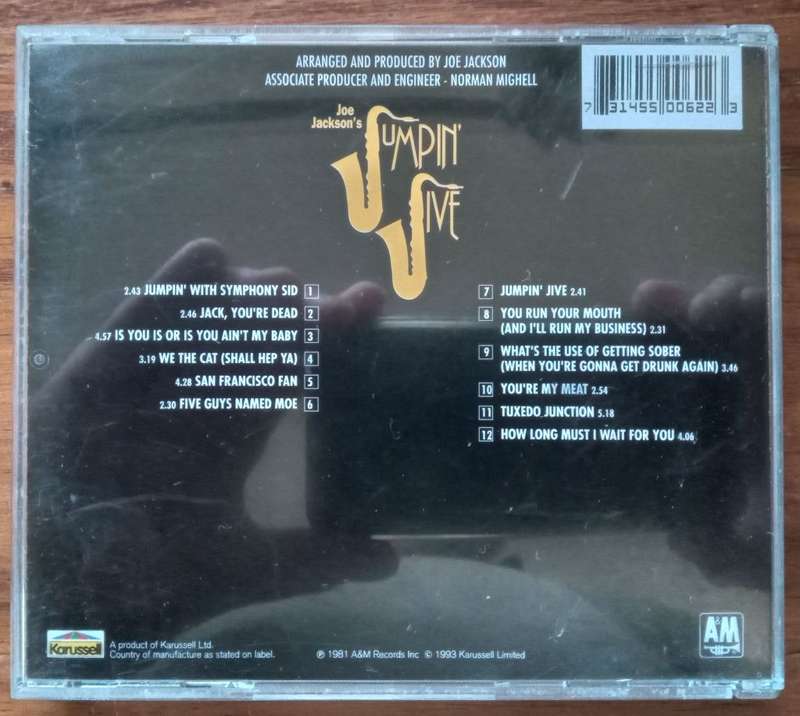 ARRANGED AND PRODUCED BY JOE JACKSON
ASSOCIATE PRODUCER AND ENGINEER - NORMAN MIGHELL
7 31455 00622 3
Joe
Jackson's
JUMPIN'
JIVE
2.43 JUMPIN' WITH SYMPHONY SID 1
2.46 JACK, YOU'RE DEAD 2
4.57 IS YOU IS OR IS YOU AIN'T MY BABY 3
3.19 WE THE CAT (SHALL HEP YA) 4
4.28 SAN FRANCISCO FAN 5
2.30 FIVE GUYS NAMED MOE 6
7 JUMPIN' JIVE 2.41
8 YOU RUN YOUR MOUTH
(AND I'LL RUN MY BUSINESS) 2.31
9 WHAT'S THE USE OF GETTING SOBER
(WHEN YOU'RE GONNA GET DRUNK AGAIN) 3.46
10 YOU'RE MY MEAT 2.54
11 TUXEDO JUNCTION 5.18
12 HOW LONG MUST I WAIT FOR YOU 4.06
Karussell
A product of Karussell Ltd.
Country of manufacture as stated on label.
℗ 1981 A&M Records Inc © 1993 Karussell Limited
A&M